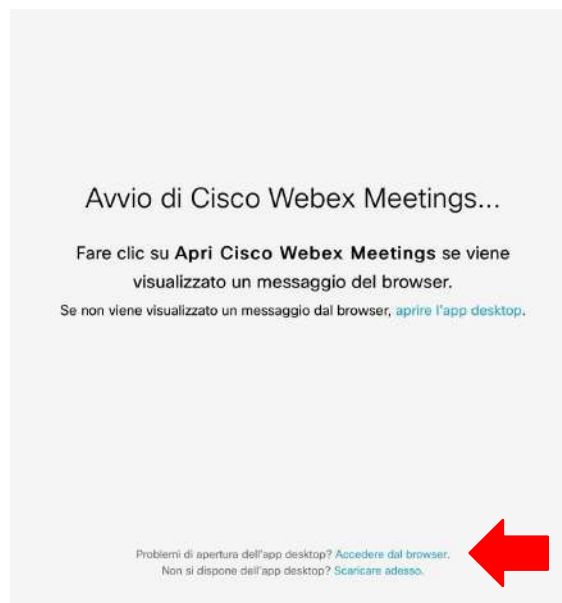 Avvio di Cisco Webex Meetings...
Fare clic su Apri Cisco Webex Meetings se viene
visualizzato un messaggio del browser.
Se non viene visualizzato un messaggio dal browser, aprire l'app desktop.
Problemi di apertura dell'app desktop? Accedere dal browser.
Non si dispone dell'app desktop? Scaricare adesso.